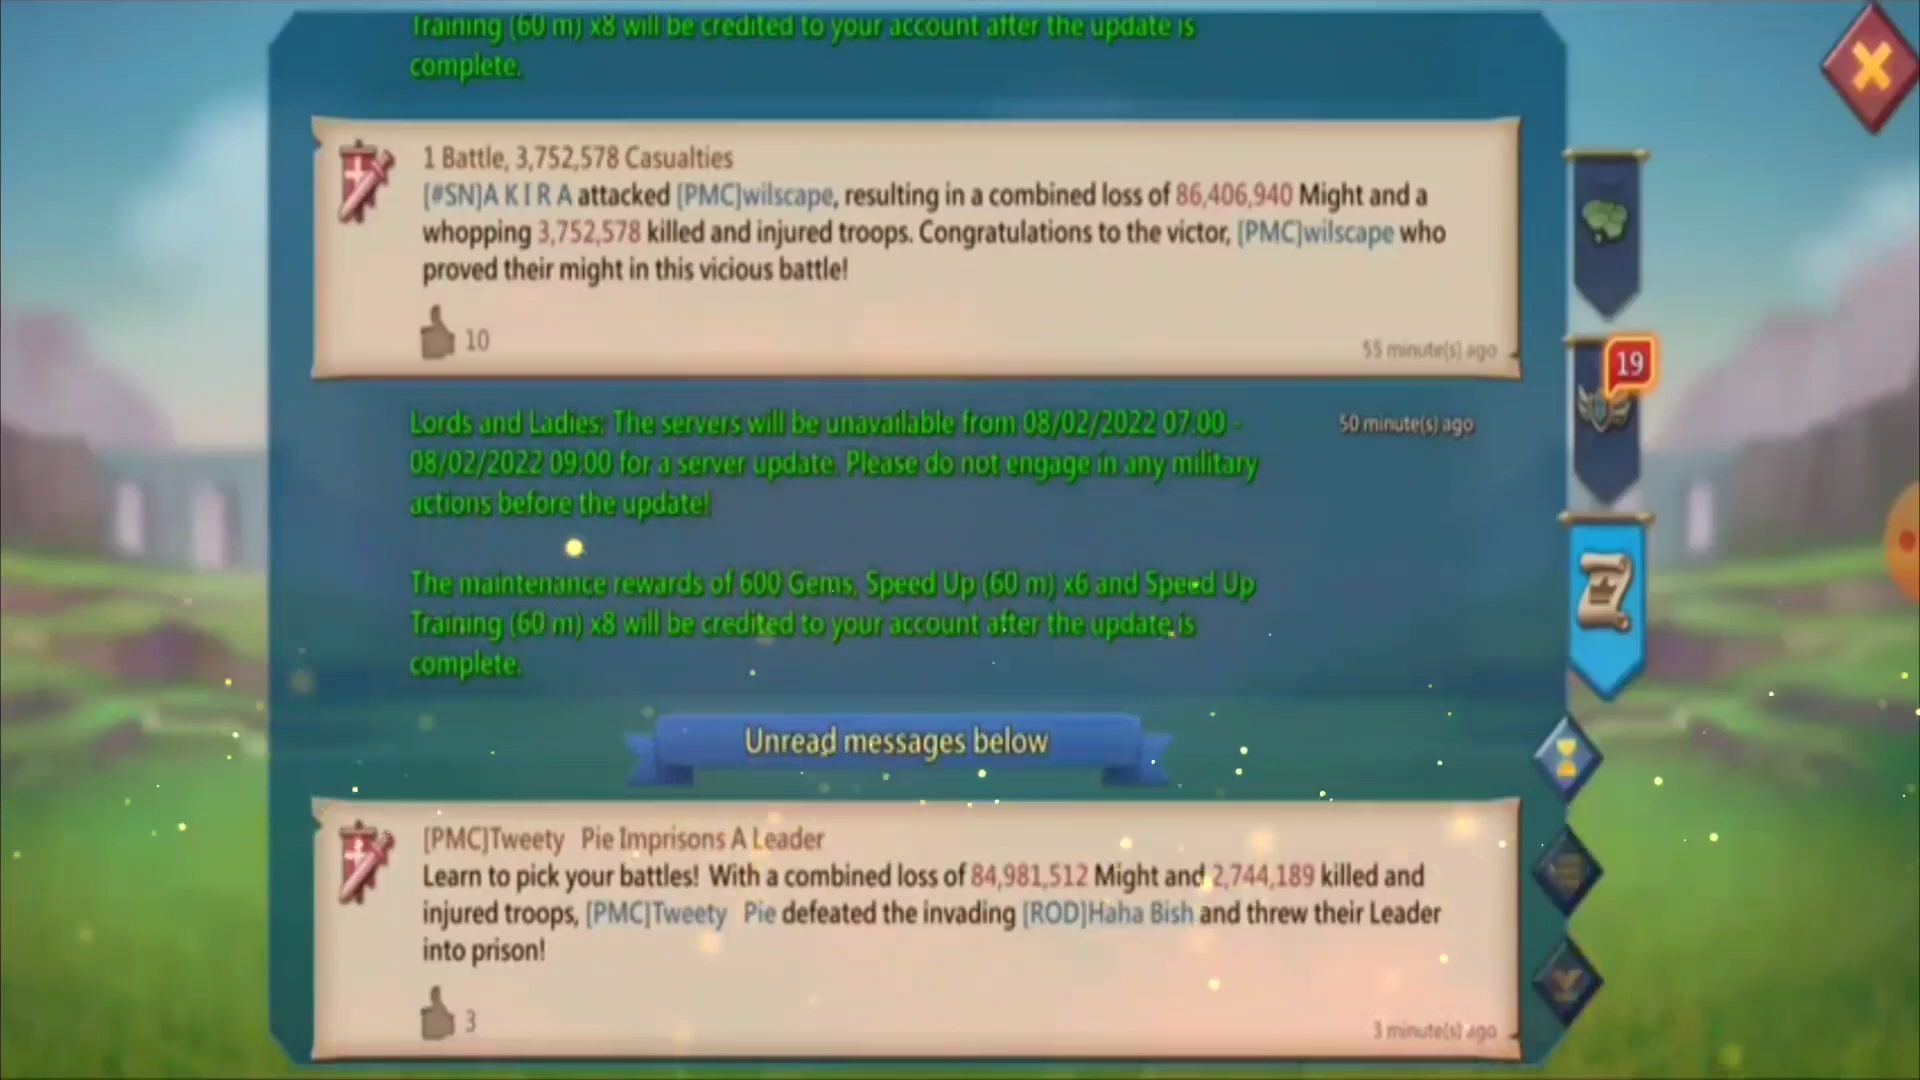 Training (60 m) x8 will be credited to your account after the update is
complete.
1 Battle, 3,752,578 Casualties
[#SN]A K I R A attacked [PMC]wilscape, resulting in a combined loss of 86,406,940 Might and a
whopping 3,752,578 killed and injured troops. Congratulations to the victor, [PMC]wilscape who
proved their might in this vicious battle!
10
55 minute(s) ago
19
Lords and Ladies: The servers will be unavailable from 08/02/2022 07:00 -
50 minute(s) ago
08/02/2022 09:00 for a server update. Please do not engage in any military
actions before the update!
The maintenance rewards of 600 Gems, Speed Up (60 m) x6 and Speed Up
Training (60 m) x8 will be credited to your account after the update is
complete.
Unread messages below
[PMC]Tweety Pie Imprisons A Leader
Learn to pick your battles! With a combined loss of 84,981,512 Might and 2,744,189 killed and
injured troops, [PMC]Tweety Pie defeated the invading [ROD]Haha Bish and threw their Leader
into prison!
3
3 minute(s) ago